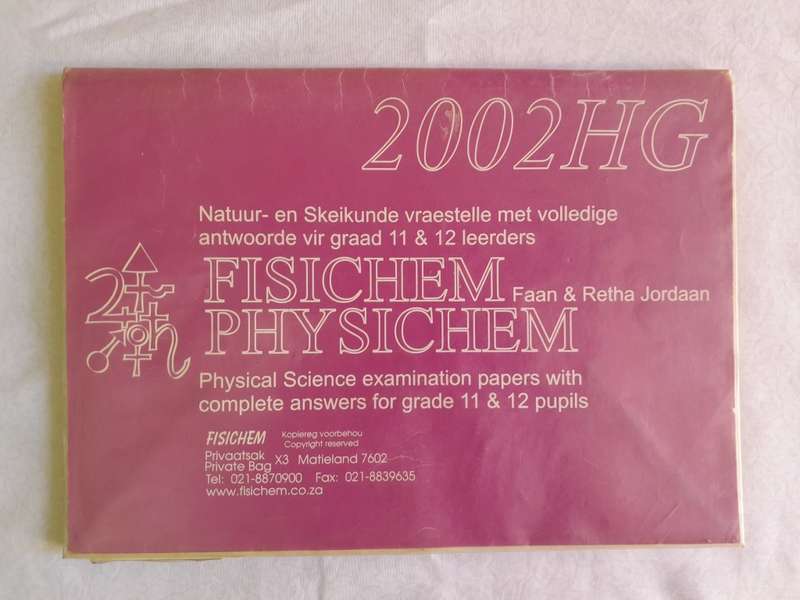 2002HG
Natuur- en Skeikunde vraestelle met volledige
antwoorde vir graad 11 & 12 leerders
FISICHEM Faan & Retha Jordaan
PHYSICHEM
Physical Science examination papers with
complete answers for grade 11 & 12 pupils
FISICHEM Kopiereg voorbehou
Copyright reserved
Privaatsak
Private Bag X3 Matieland 7602
Tel: 021-8870900 Fax: 021-8839635
www.fisichem.co.za